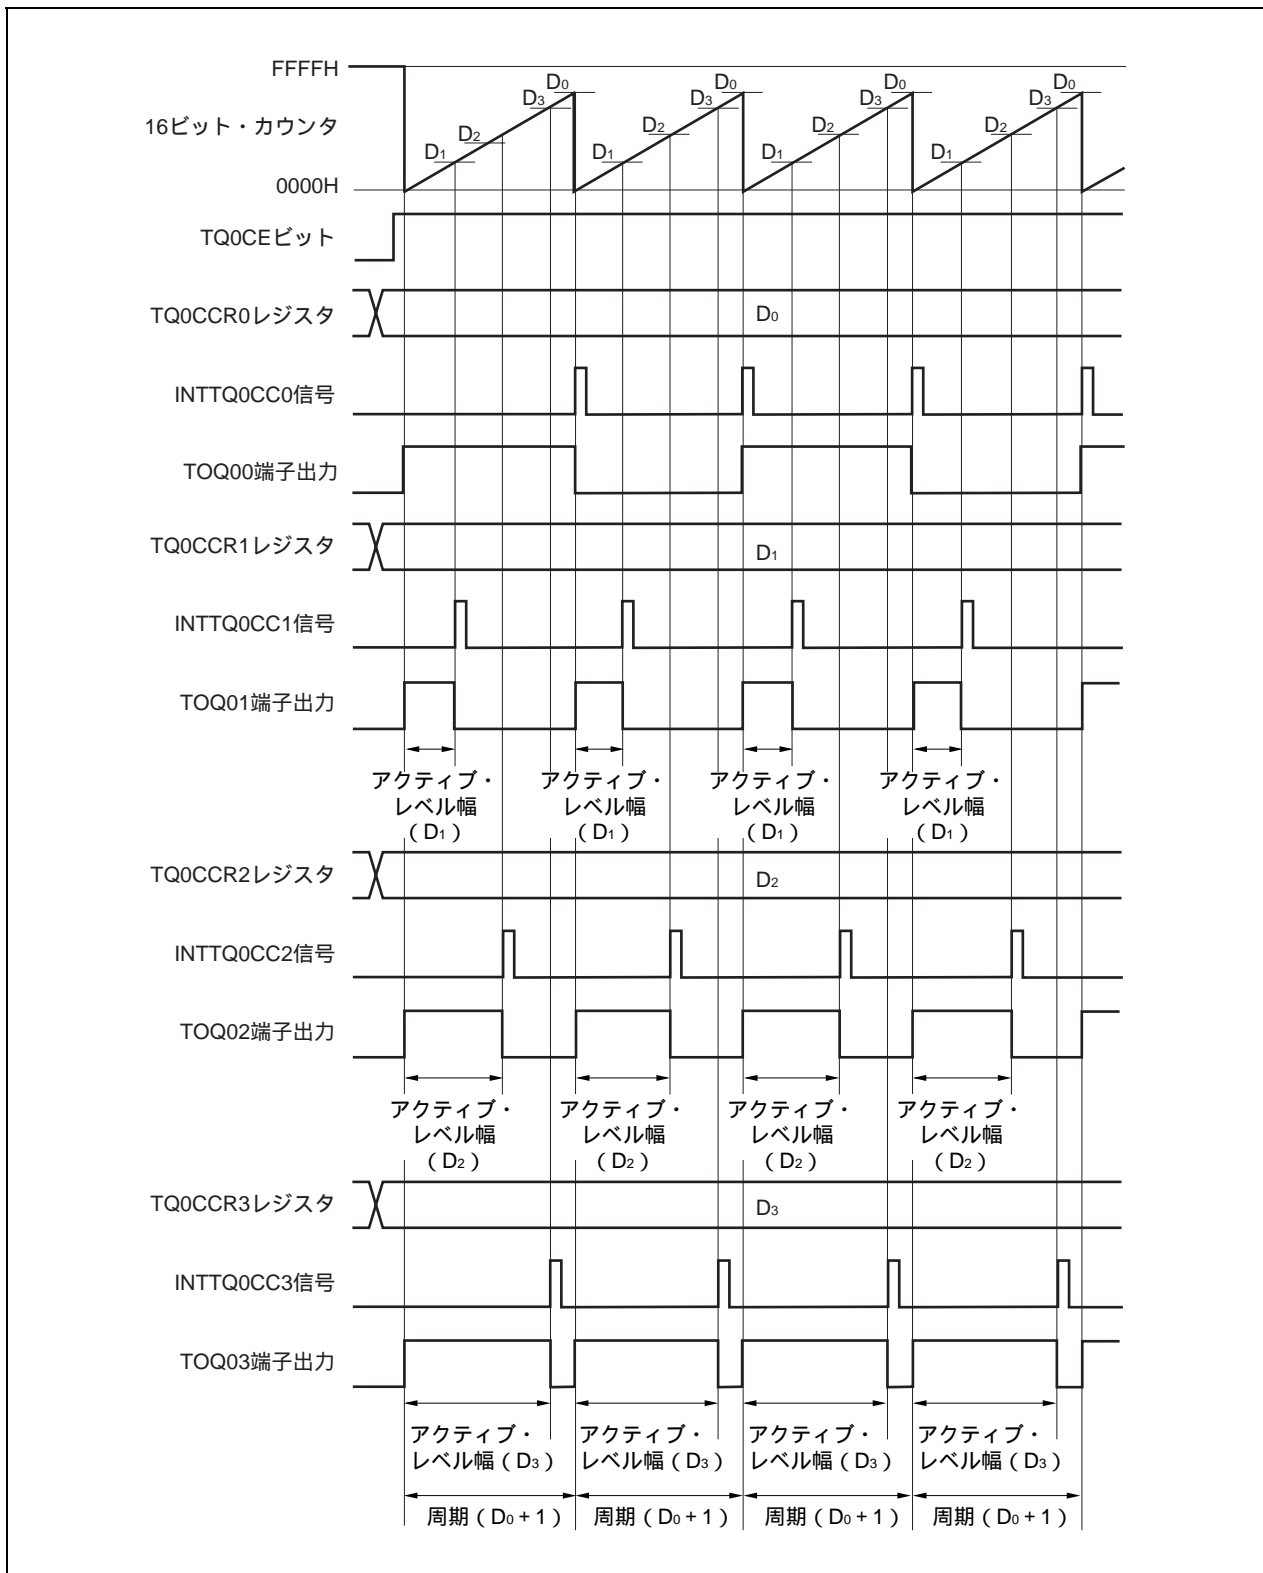 FFFFH
D0 D0 D0 D0
D3 D3 D3 D3
16ビット・カウンタ
D2 D2 D2 D2
D1 D1 D1 D1
0000H
TQ0CEビット
TQ0CCR0レジスタ
D0
INTTQ0CC0信号
TOQ00端子出力
TQ0CCR1レジスタ
D1
INTTQ0CC1信号
TOQ01端子出力
アクティブ・ アクティブ・ アクティブ・ アクティブ・
レベル幅 レベル幅 レベル幅 レベル幅
(D1) (D1) (D1) (D1)
TQ0CCR2レジスタ
D2
INTTQ0CC2信号
TOQ02端子出力
アクティブ・ アクティブ・ アクティブ・ アクティブ・
レベル幅 レベル幅 レベル幅 レベル幅
(D2) (D2) (D2) (D2)
TQ0CCR3レジスタ
D3
INTTQ0CC3信号
TOQ03端子出力
アクティブ・ アクティブ・ アクティブ・ アクティブ・
レベル幅(D3) レベル幅(D3) レベル幅(D3) レベル幅(D3)
周期(D0+1) 周期(D0+1) 周期(D0+1) 周期(D0+1)